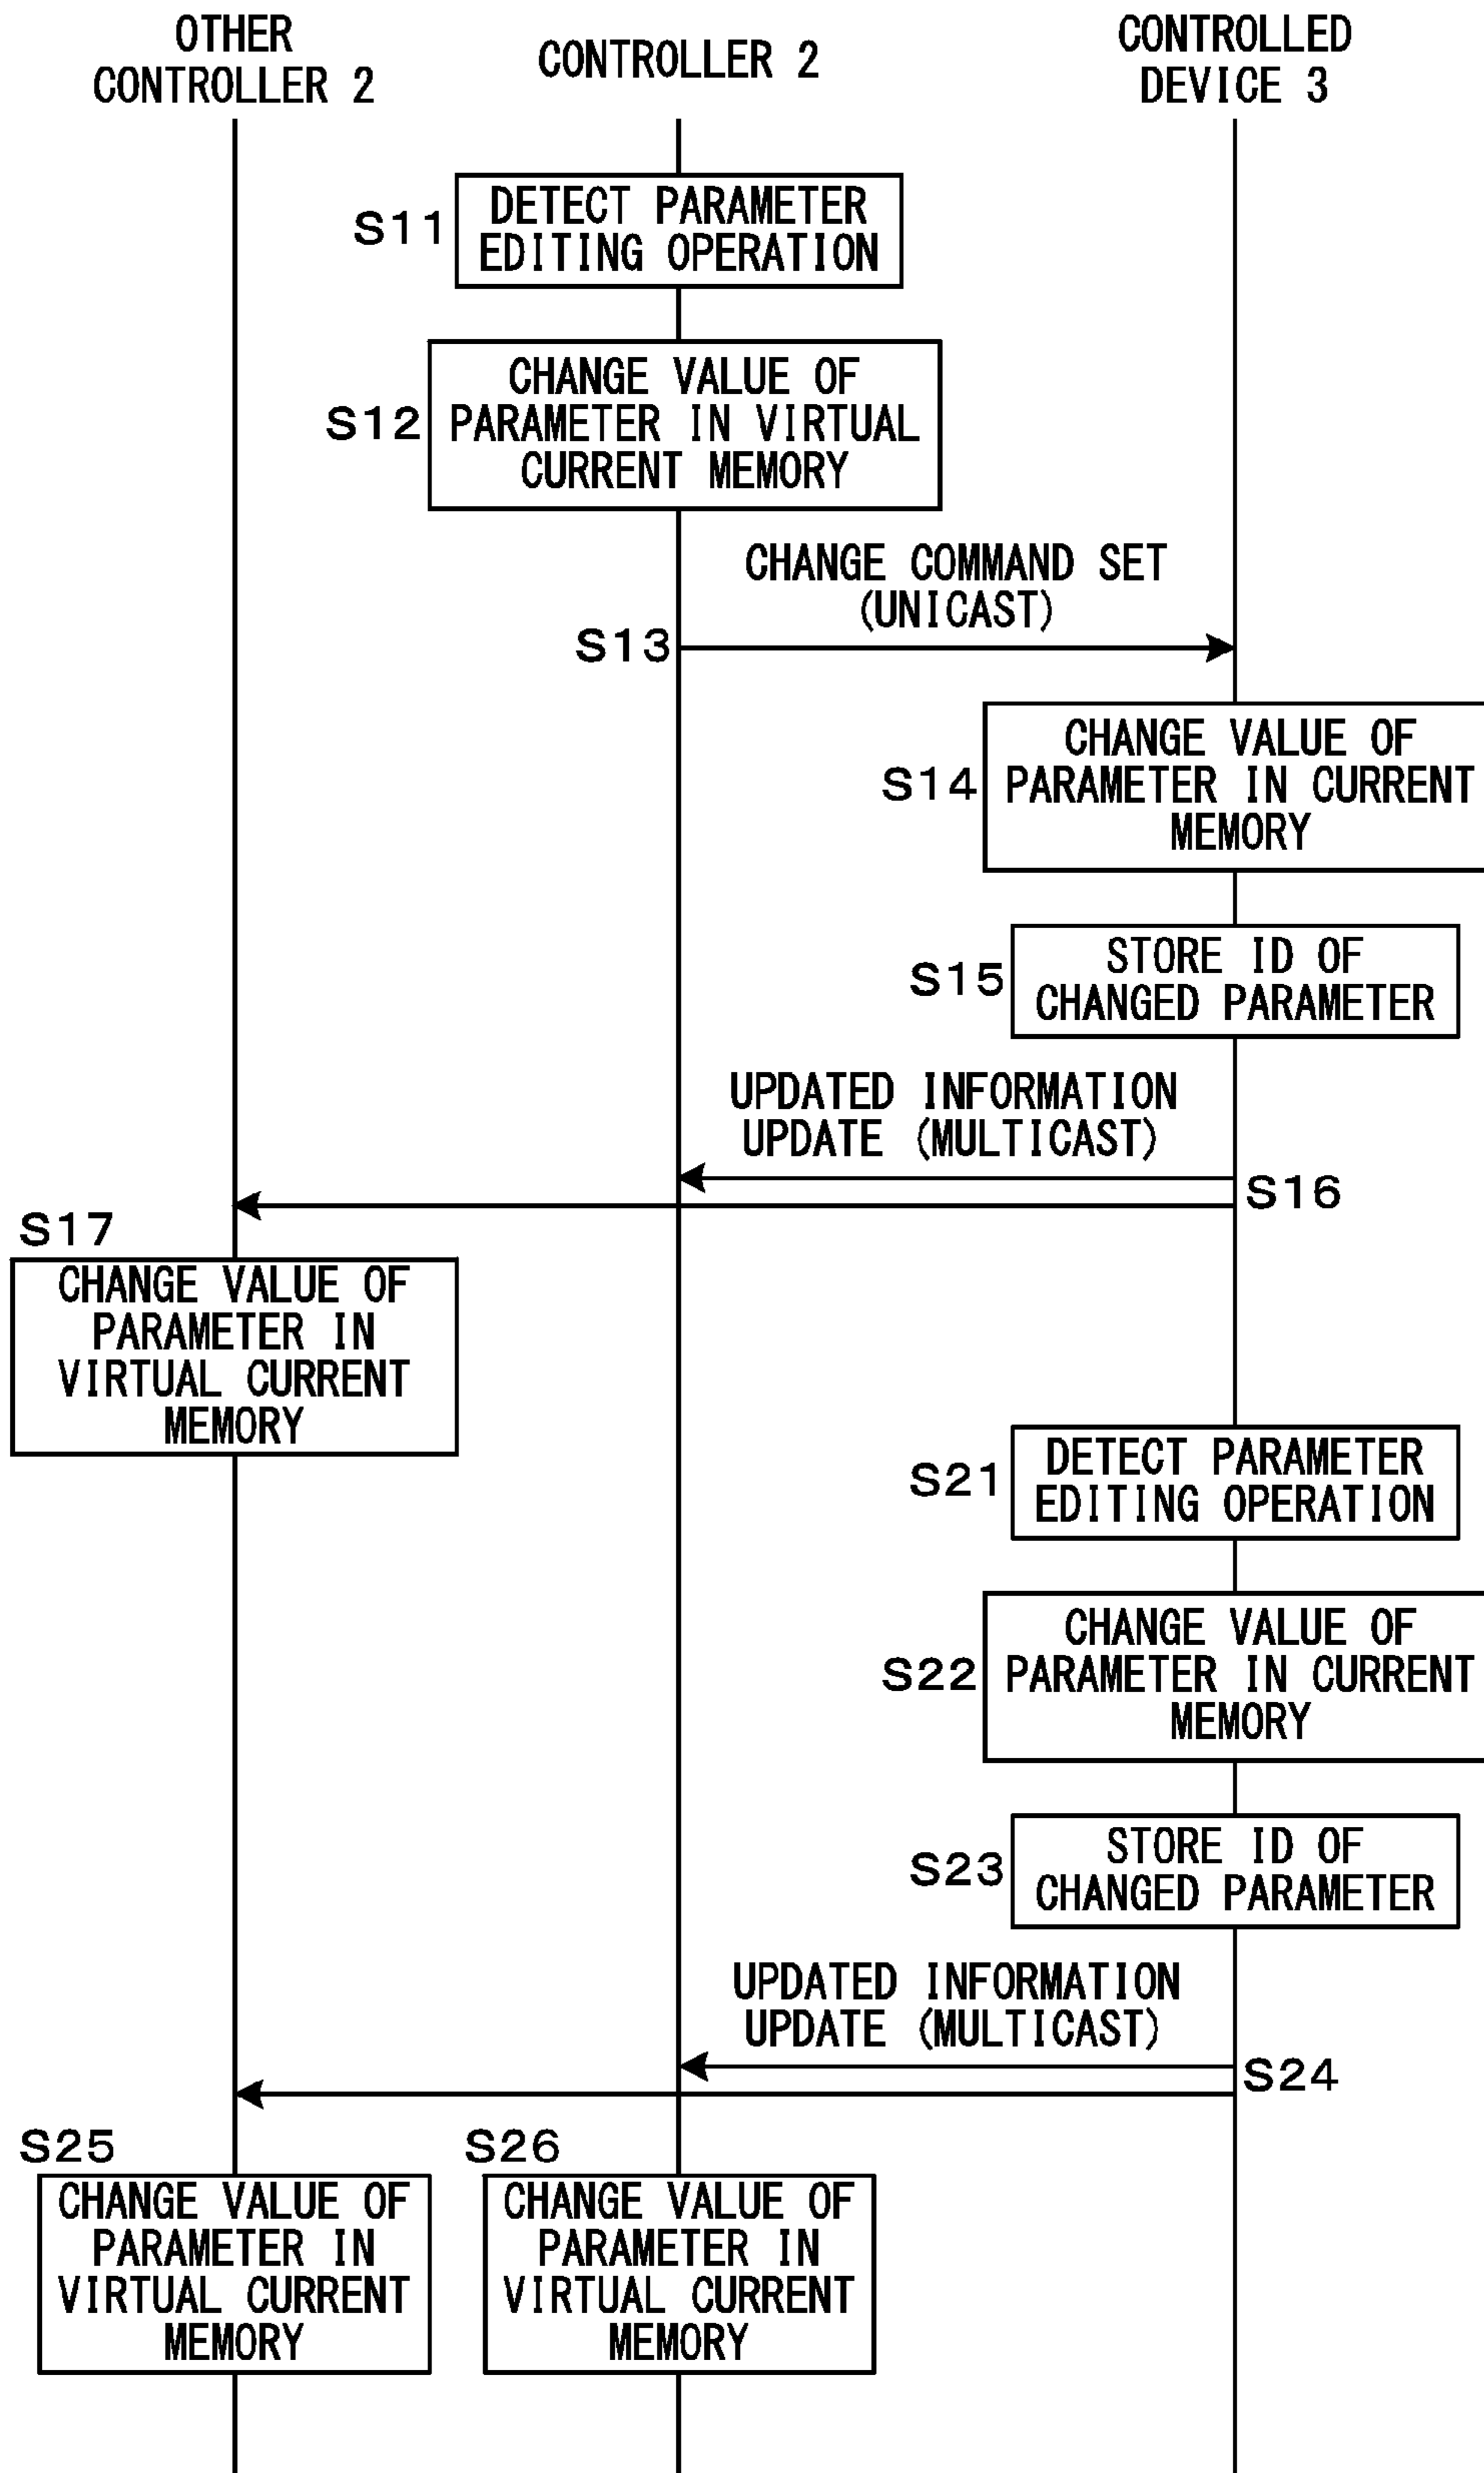 OTHER
CONTROLLER 2
CONTROLLER 2
CONTROLLED
DEVICE 3
S11
DETECT PARAMETER
EDITING OPERATION
S12
CHANGE VALUE OF
PARAMETER IN VIRTUAL
CURRENT MEMORY
CHANGE COMMAND SET
(UNICAST)
S13
S14
CHANGE VALUE OF
PARAMETER IN CURRENT
MEMORY
S15
STORE ID OF
CHANGED PARAMETER
UPDATED INFORMATION
UPDATE (MULTICAST)
S16
S17
CHANGE VALUE OF
PARAMETER IN
VIRTUAL CURRENT
MEMORY
S21
DETECT PARAMETER
EDITING OPERATION
S22
CHANGE VALUE OF
PARAMETER IN CURRENT
MEMORY
S23
STORE ID OF
CHANGED PARAMETER
UPDATED INFORMATION
UPDATE (MULTICAST)
S24
S25
CHANGE VALUE OF
PARAMETER IN
VIRTUAL CURRENT
MEMORY
S26
CHANGE VALUE OF
PARAMETER IN
VIRTUAL CURRENT
MEMORY